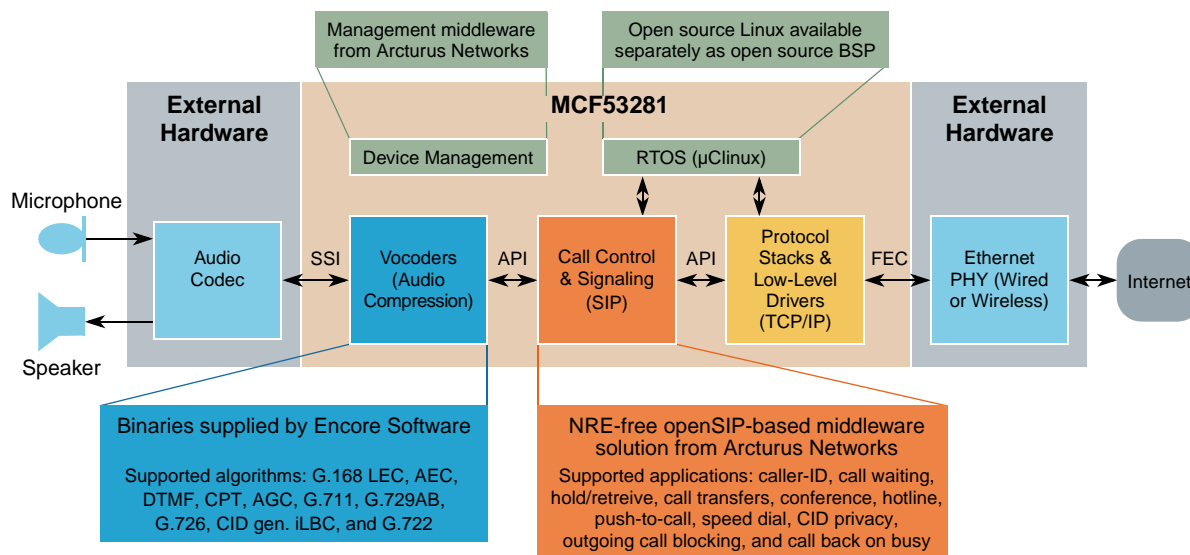 Management middleware
from Arcturus Networks
Open source Linux available
separately as open source BSP
External
Hardware
MCF53281
External
Hardware
Device Management
RTOS (µClinux)
Microphone
Speaker
Audio
Codec
SSI
Vocoders
(Audio
Compression)
API
Call Control
& Signaling
(SIP)
API
Protocol
Stacks &
Low-Level
Drivers
(TCP/IP)
FEC
Ethernet
PHY (Wired
or Wireless)
Internet
Binaries supplied by Encore Software
Supported algorithms: G.168 LEC, AEC,
DTMF, CPT, AGC, G.711, G.729AB,
G.726, CID gen. iLBC, and G.722
NRE-free openSIP-based middleware
solution from Arcturus Networks
Supported applications: caller-ID, call waiting,
hold/retreive, call transfers, conference, hotline,
push-to-call, speed dial, CID privacy,
outgoing call blocking, and call back on busy